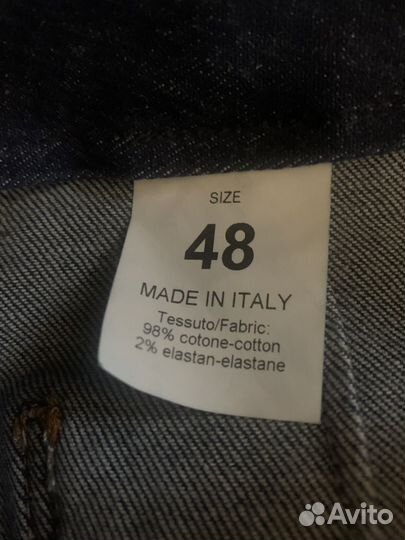 SIZE
48
MADE IN ITALY
Tessuto/Fabric:
98% cotone-cotton
2% elastan-elastane
Avito